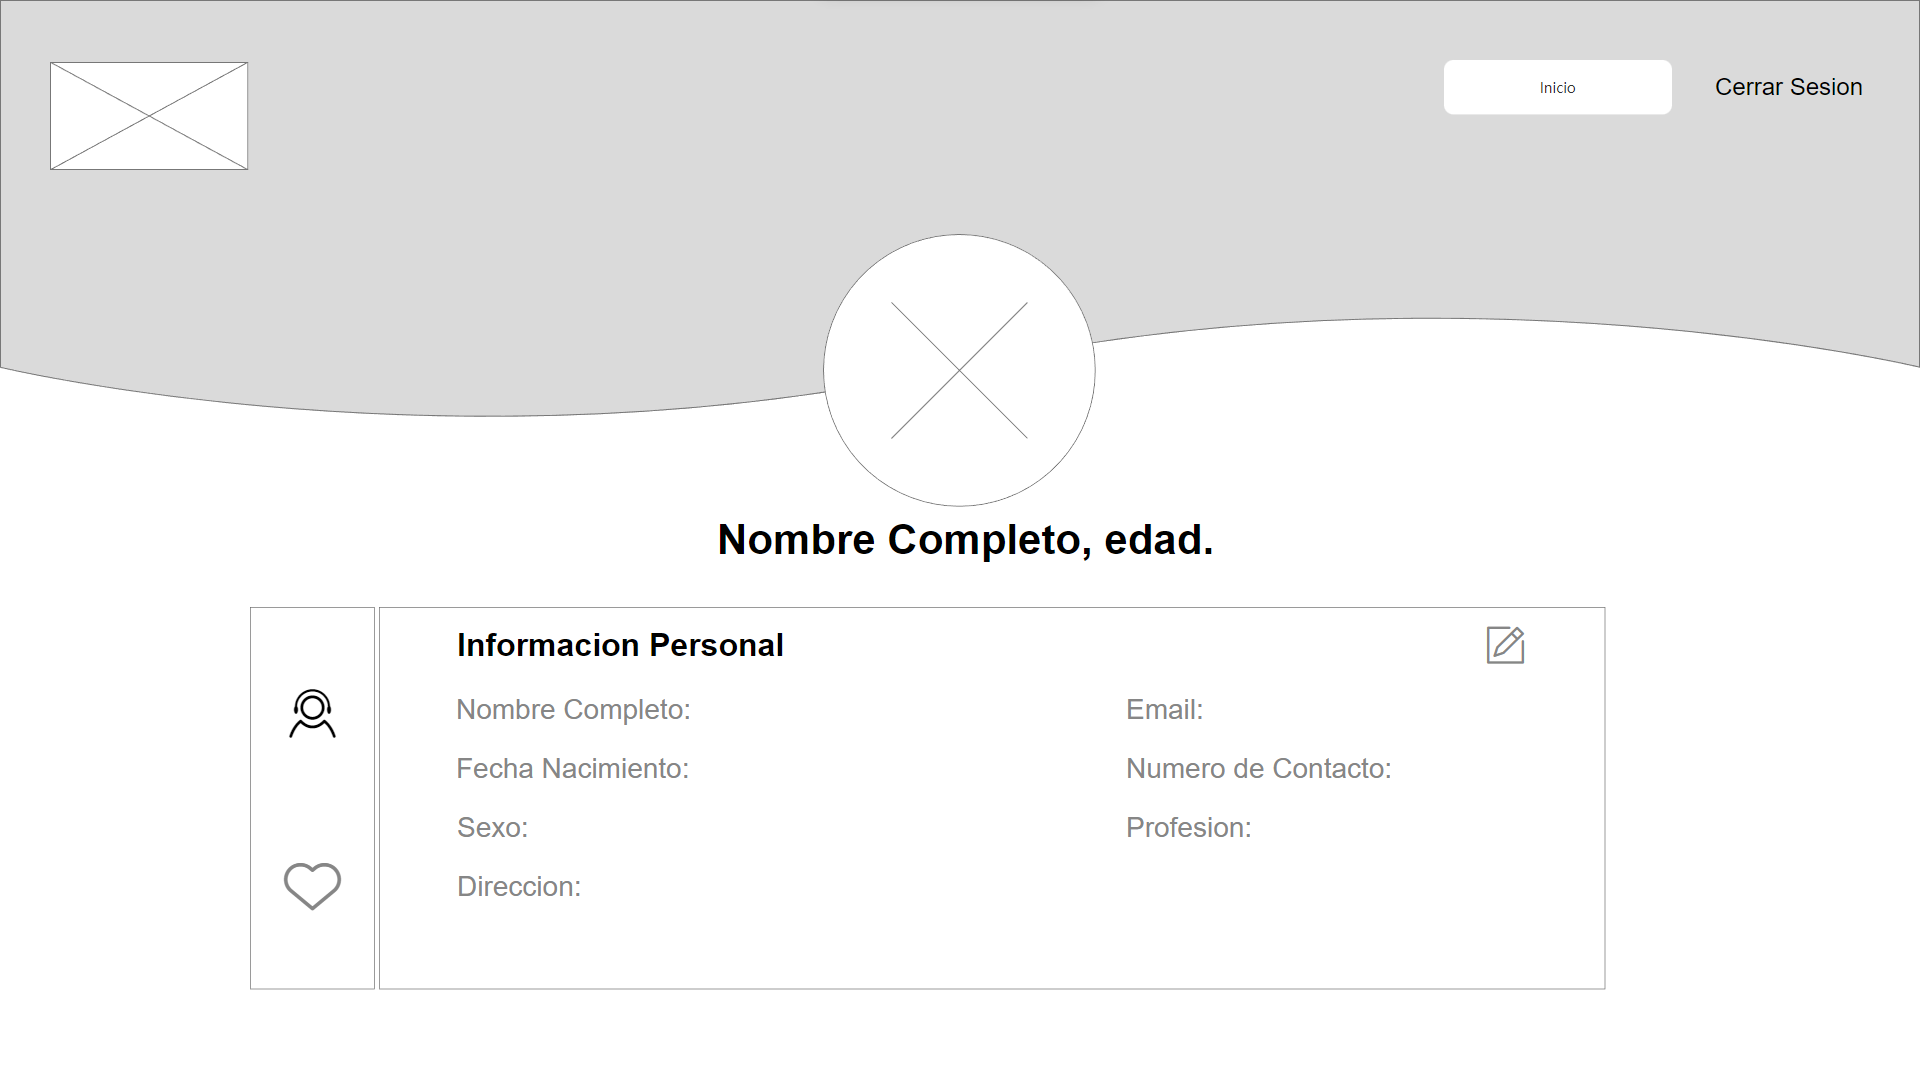 Inicio
Cerrar Sesion
Nombre Completo, edad.
Informacion Personal
Nombre Completo:
Email:
Fecha Nacimiento:
Numero de Contacto:
Sexo:
Profesion:
Direccion: